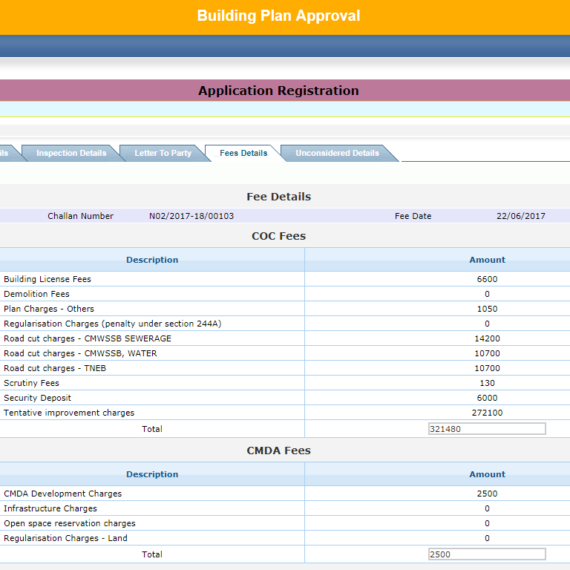 Building Plan Approval
Application Registration
ils Inspection Details Letter To Party Fees Details Unconsidered Details
Fee Details
Challan Number N02/2017-18/00103 Fee Date 22/06/2017
COC Fees
Description Amount
Building License Fees 6600
Demolition Fees 0
Plan Charges - Others 1050
Regularisation Charges (penalty under section 244A) 0
Road cut charges - CMWSSB SEWERAGE 14200
Road cut charges - CMWSSB, WATER 10700
Road cut charges - TNEB 10700
Scrutiny Fees 130
Security Deposit 6000
Tentative improvement charges 272100
Total 321480
CMDA Fees
Description Amount
CMDA Development Charges 2500
Infrastructure Charges 0
Open space reservation charges 0
Regularisation Charges - Land 0
Total 2500